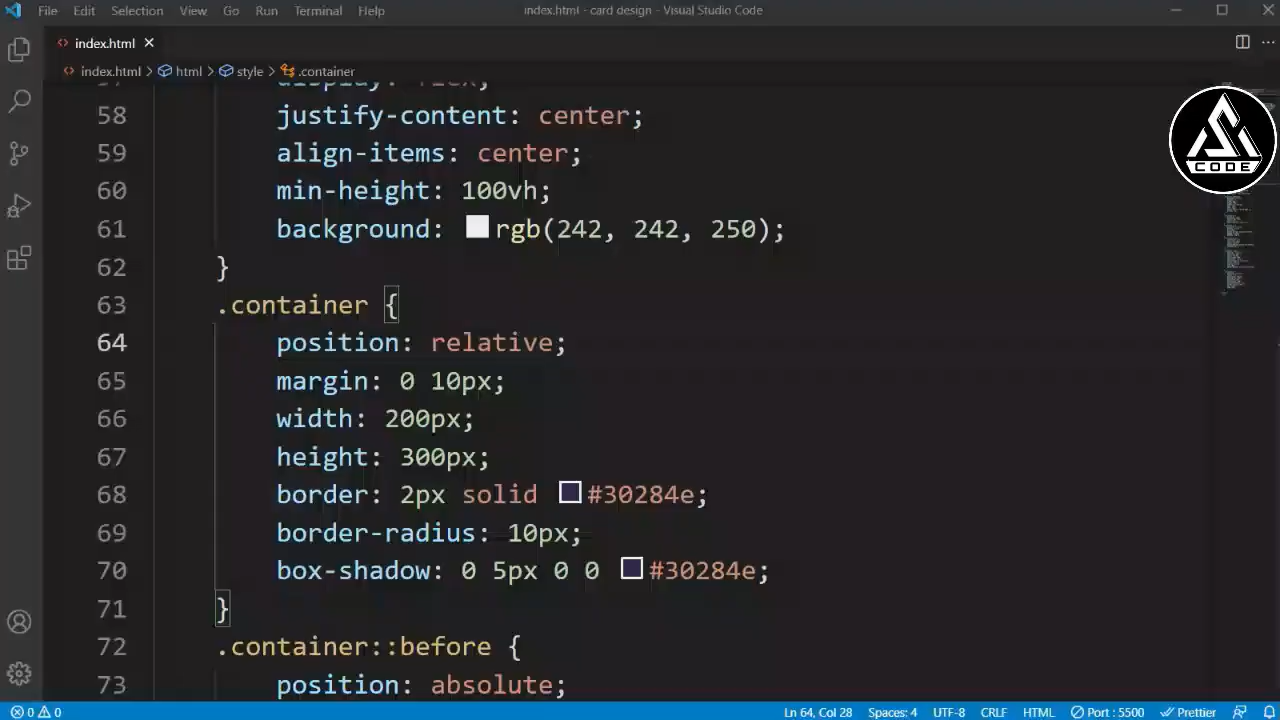 File Edit Selection View Go Run Terminal Help index.html - card design - Visual Studio Code
index.html
index.html > html > style > .container
57 display: flex;
58 justify-content: center;
59 align-items: center;
60 min-height: 100vh;
61 background: rgb(242, 242, 250);
62 }
63 .container {
64 position: relative;
65 margin: 0 10px;
66 width: 200px;
67 height: 300px;
68 border: 2px solid #30284e;
69 border-radius: 10px;
70 box-shadow: 0 5px 0 0 #30284e;
71 }
72 .container::before {
73 position: absolute;
CODE
0 0 Ln 64, Col 28 Spaces: 4 UTF-8 CRLF HTML Port : 5500 Prettier